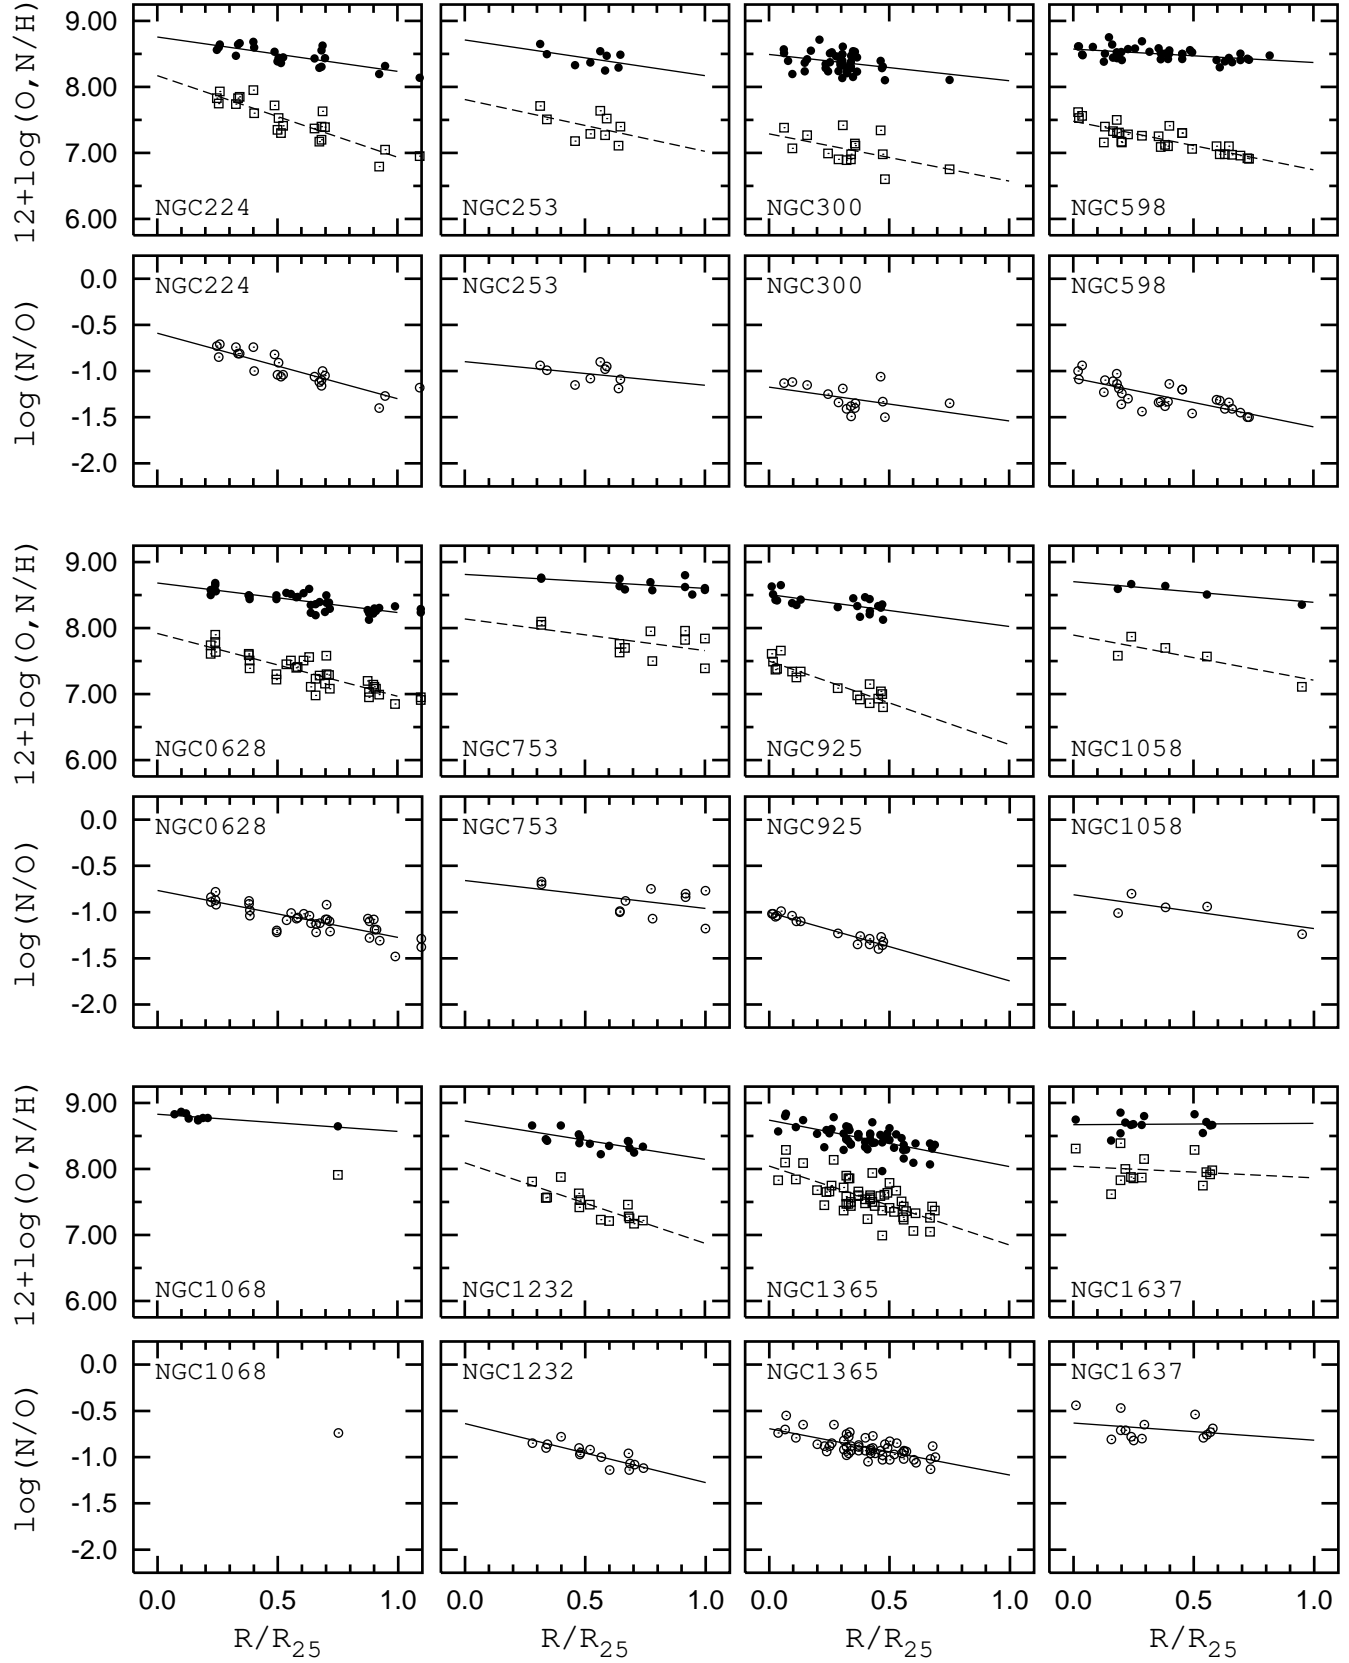 12+log(O,N/H)
9.00
8.00
7.00
6.00
NGC224
NGC253
NGC300
NGC598
log(N/O)
0.0
-0.5
-1.0
-1.5
-2.0
NGC224
NGC253
NGC300
NGC598
12+log(O,N/H)
9.00
8.00
7.00
6.00
NGC0628
NGC753
NGC925
NGC1058
log(N/O)
0.0
-0.5
-1.0
-1.5
-2.0
NGC0628
NGC753
NGC925
NGC1058
12+log(O,N/H)
9.00
8.00
7.00
6.00
NGC1068
NGC1232
NGC1365
NGC1637
log(N/O)
0.0
-0.5
-1.0
-1.5
-2.0
NGC1068
NGC1232
NGC1365
NGC1637
0.0 0.5 1.0 0.0 0.5 1.0 0.0 0.5 1.0 0.0 0.5 1.0
R/R25 R/R25 R/R25 R/R25